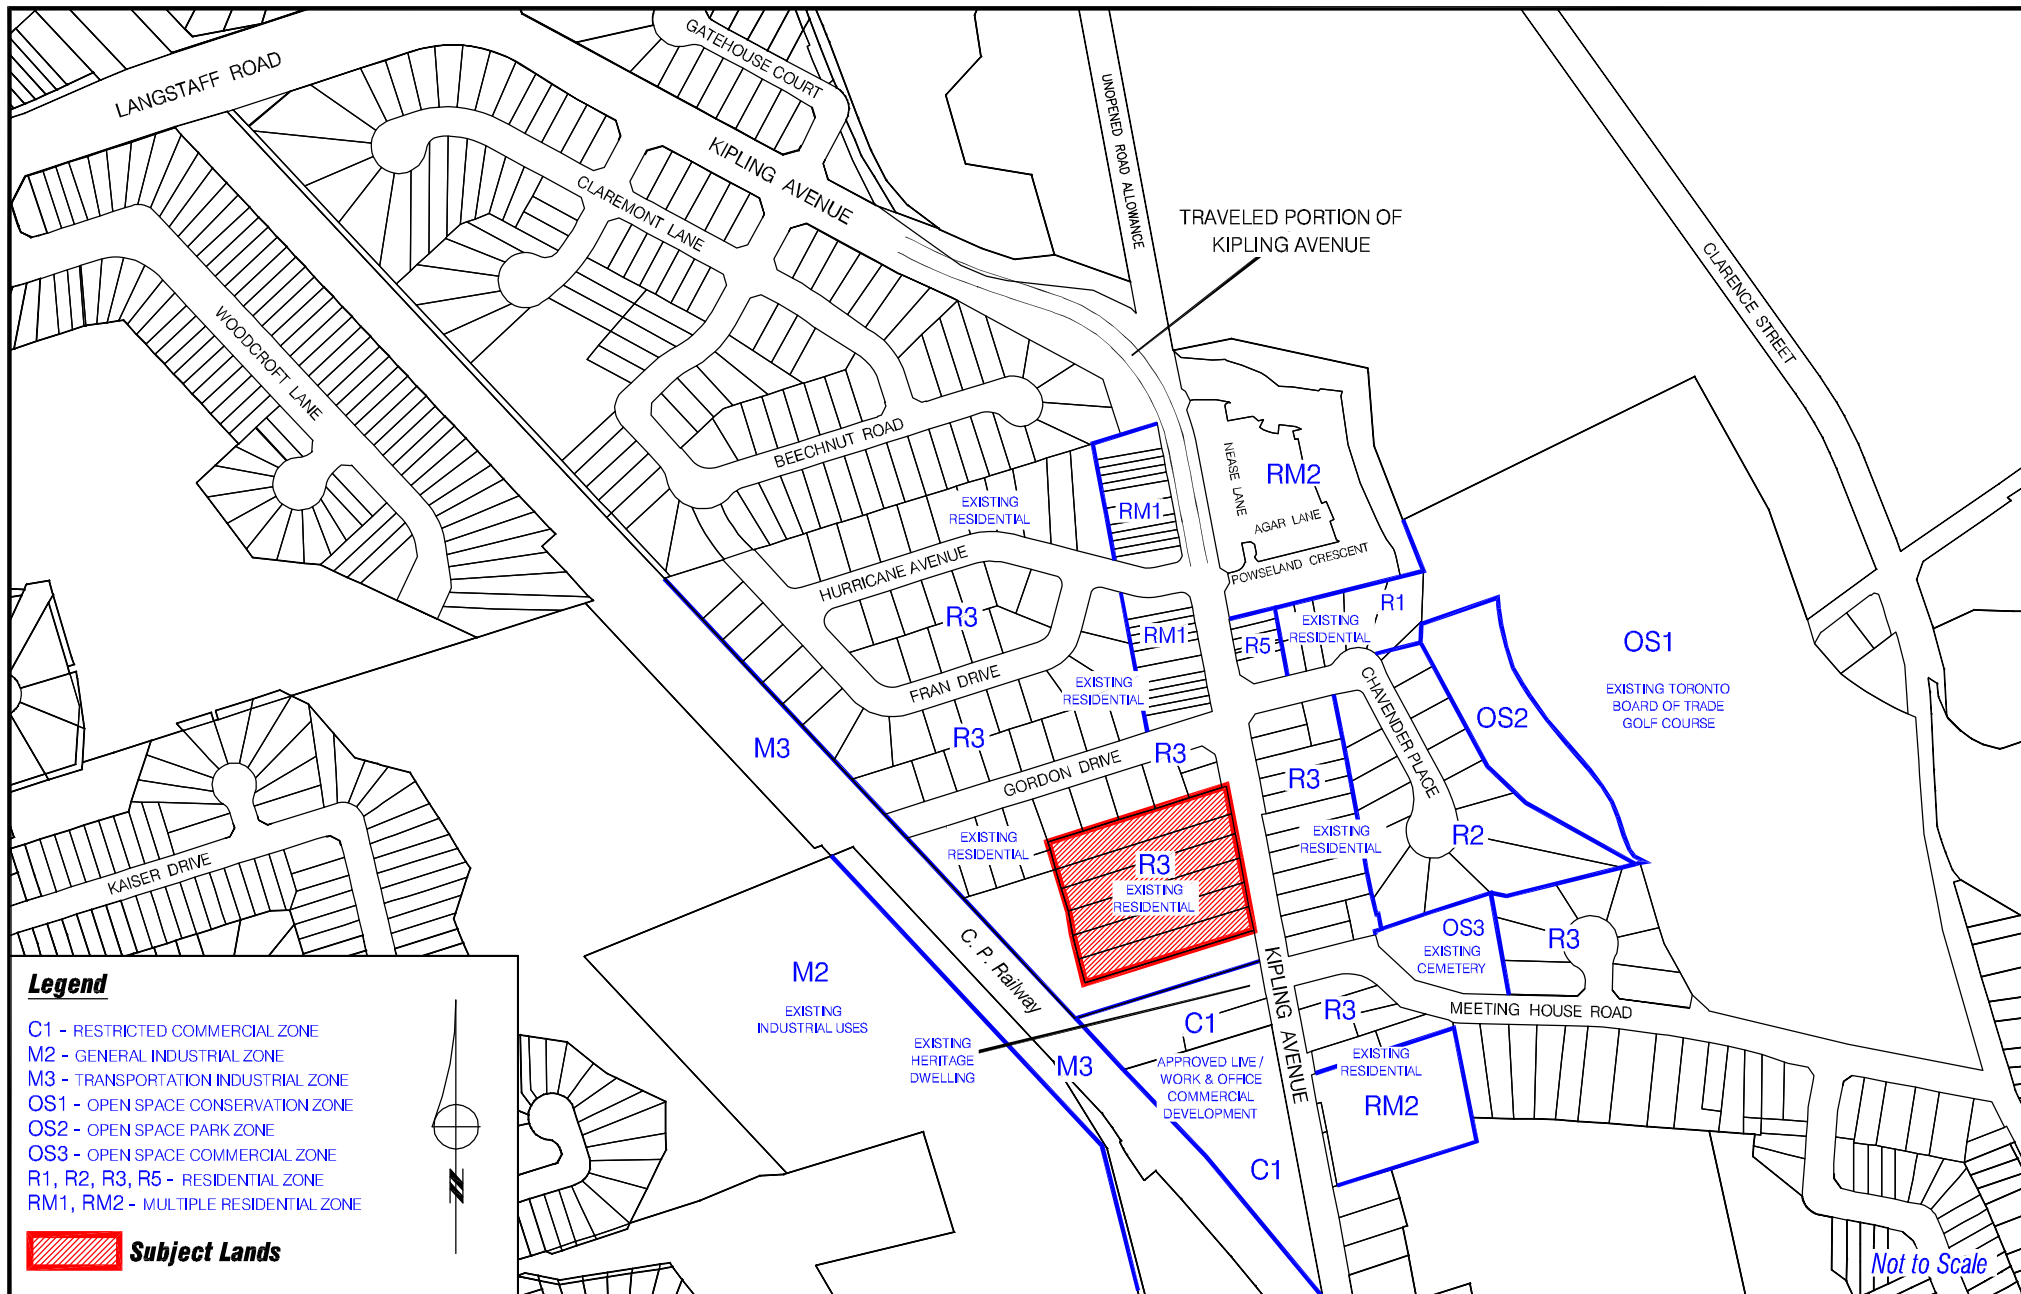 GATEHOUSE COURT
LANGSTAFF ROAD
KIPLING AVENUE
UNOPENED ROAD ALLOWANCE
CLAREMONT LANE
TRAVELED PORTION OF
KIPLING AVENUE
CLARENCE STREET
WOODCROFT LANE
BEECHNUT ROAD
NEASE LANE
RM2
AGAR LANE
POWSELAND CRESCENT
EXISTING
RESIDENTIAL
RM1
HURRICANE AVENUE
R3
RM1
R5
EXISTING
RESIDENTIAL
R1
OS1
EXISTING TORONTO
BOARD OF TRADE
GOLF COURSE
FRAN DRIVE
EXISTING
RESIDENTIAL
CHAVENDER PLACE
OS2
M3
R3
R3
GORDON DRIVE
R3
EXISTING
RESIDENTIAL
EXISTING
RESIDENTIAL
R2
R3
EXISTING
RESIDENTIAL
KAISER DRIVE
C. P. Railway
OS3
EXISTING
CEMETERY
R3
M2
EXISTING
INDUSTRIAL USES
KIPLING AVENUE
MEETING HOUSE ROAD
C1
R3
EXISTING
HERITAGE
DWELLING
M3
APPROVED LIVE /
WORK & OFFICE
COMMERCIAL
DEVELOPMENT
EXISTING
RESIDENTIAL
RM2
C1
Legend
C1 - RESTRICTED COMMERCIAL ZONE
M2 - GENERAL INDUSTRIAL ZONE
M3 - TRANSPORTATION INDUSTRIAL ZONE
OS1 - OPEN SPACE CONSERVATION ZONE
OS2 - OPEN SPACE PARK ZONE
OS3 - OPEN SPACE COMMERCIAL ZONE
R1, R2, R3, R5 - RESIDENTIAL ZONE
RM1, RM2 - MULTIPLE RESIDENTIAL ZONE
N
Subject Lands
Not to Scale